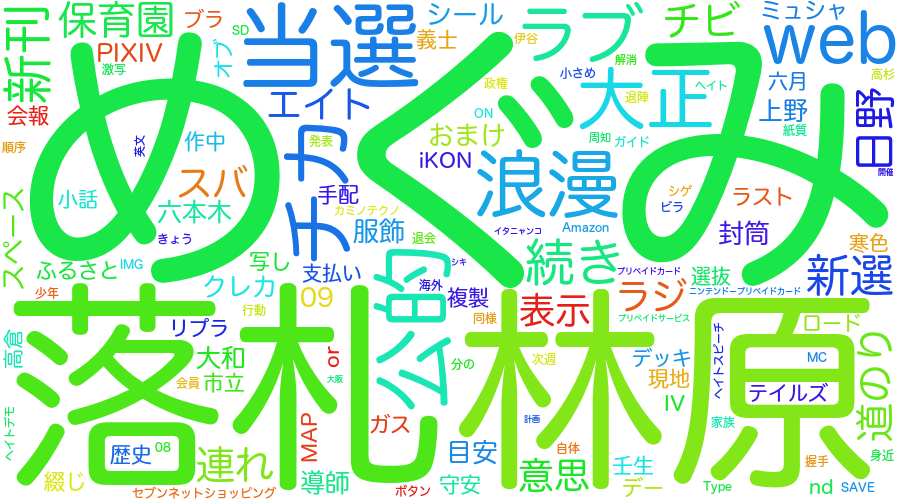 保育園
ブラ
SD
当選
シール
伊谷
ラブ
チビ
ミュシャ
web
新刊
PIXIV
激写
オブ
義士
解消
小さめ
六月
高杉
会報
エイト
政権
大正
退陣
ヘイト
上野
順序
めぐみ
ON
日野
英文
作中
チカ
発表
おまけ
周知
ガイド
紙質
iKON
浪漫
開催
小話
スバ
手配
シゲ
ラスト
六本木
カミノテクノ
ビラ
スペース
きょう
服飾
退会
イタニャンコ
Amazon
封筒
寒色
ふるさと
IMG
写し
支払い
公的
シキ
続き
プリペイドカード
選抜
新選
少年
クレカ
09
海外
複製
ラジ
ニンテンドープリペイドカード
行動
表示
同様
プリペイドサービス
ロード
高倉
落札
リプラ
林原
大和
or
分の
次週
デッキ
MC
道のり
会員
市立
大阪
現地
ヘイトスピーチ
テイルズ
ヘイトデモ
MAP
ガス
計画
IV
家族
歴史
08
連れ
目安
自体
壬生
握手
身近
綴じ
導師
守安
意思
デー
Type
nd
SAVE
セブンネットショッピング
ボタン